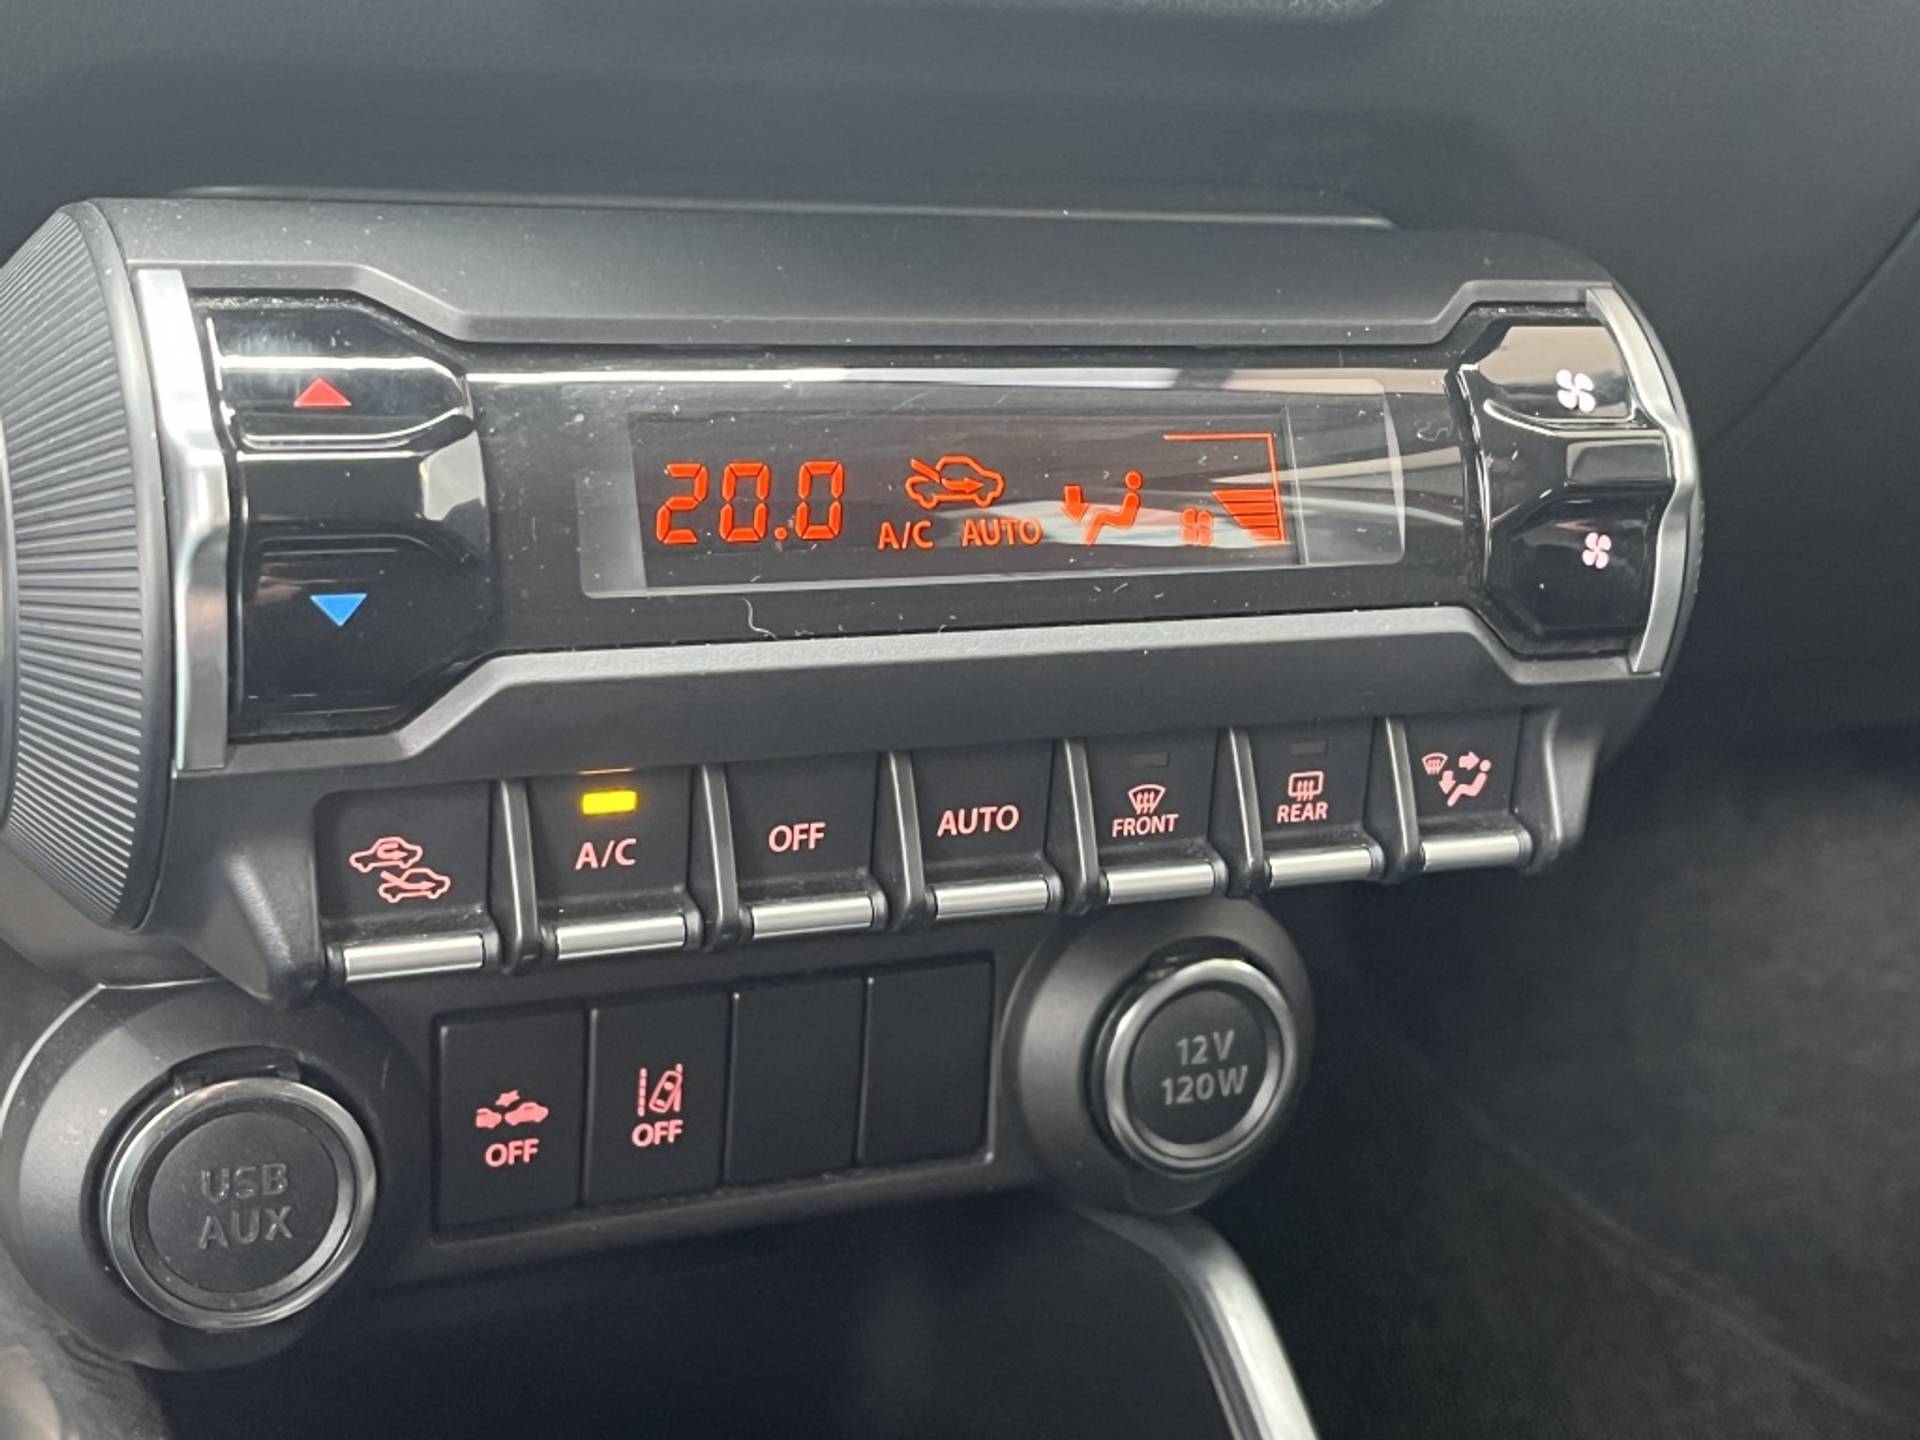 20.0
A/C AUTO
A/C
OFF
AUTO
FRONT
REAR
OFF
OFF
USB
AUX
12V
120W